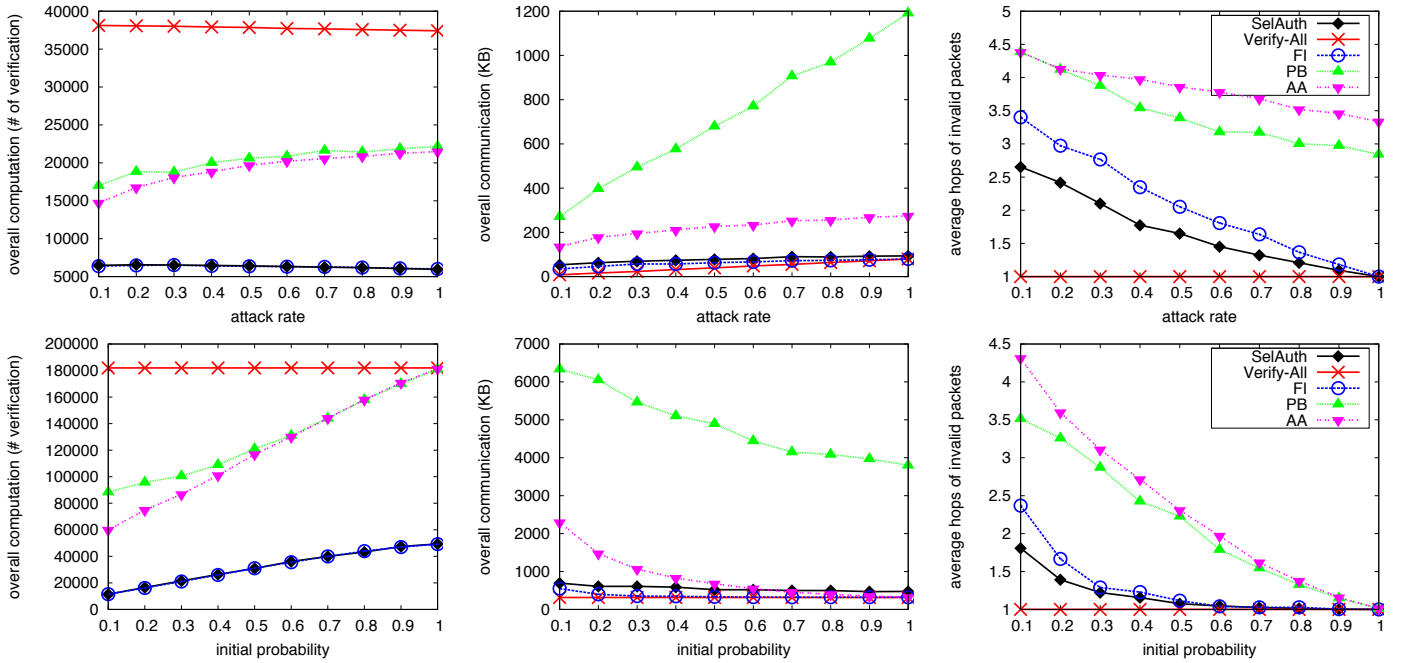 overall computation (# of verification)
40000
35000
30000
25000
20000
15000
10000
5000
0.1 0.2 0.3 0.4 0.5 0.6 0.7 0.8 0.9 1
attack rate
overall communication (KB)
1200
1000
800
600
400
200
0
0.1 0.2 0.3 0.4 0.5 0.6 0.7 0.8 0.9 1
attack rate
average hops of invalid packets
5
4.5
4
3.5
3
2.5
2
1.5
1
0.5
0.1 0.2 0.3 0.4 0.5 0.6 0.7 0.8 0.9 1
attack rate
SelAuth
Verify-All
FI
PB
AA
overall computation (# verification)
200000
180000
160000
140000
120000
100000
80000
60000
40000
20000
0
0.1 0.2 0.3 0.4 0.5 0.6 0.7 0.8 0.9 1
initial probability
overall communication (KB)
7000
6000
5000
4000
3000
2000
1000
0
0.1 0.2 0.3 0.4 0.5 0.6 0.7 0.8 0.9 1
initial probability
average hops of invalid packets
4.5
4
3.5
3
2.5
2
1.5
1
0.1 0.2 0.3 0.4 0.5 0.6 0.7 0.8 0.9 1
initial probability
SelAuth
Verify-All
FI
PB
AA